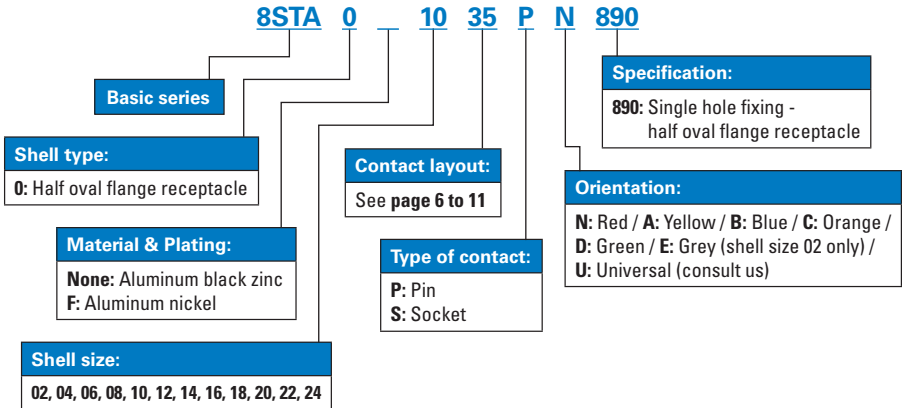 8STA 0 _ 10 35 P N 890
Basic series
Specification:
890: Single hole fixing -
half oval flange receptacle
Shell type:
0: Half oval flange receptacle
Contact layout:
See page 6 to 11
Orientation:
N: Red / A: Yellow / B: Blue / C: Orange /
D: Green / E: Grey (shell size 02 only) /
U: Universal (consult us)
Material & Plating:
None: Aluminum black zinc
F: Aluminum nickel
Type of contact:
P: Pin
S: Socket
Shell size:
02, 04, 06, 08, 10, 12, 14, 16, 18, 20, 22, 24